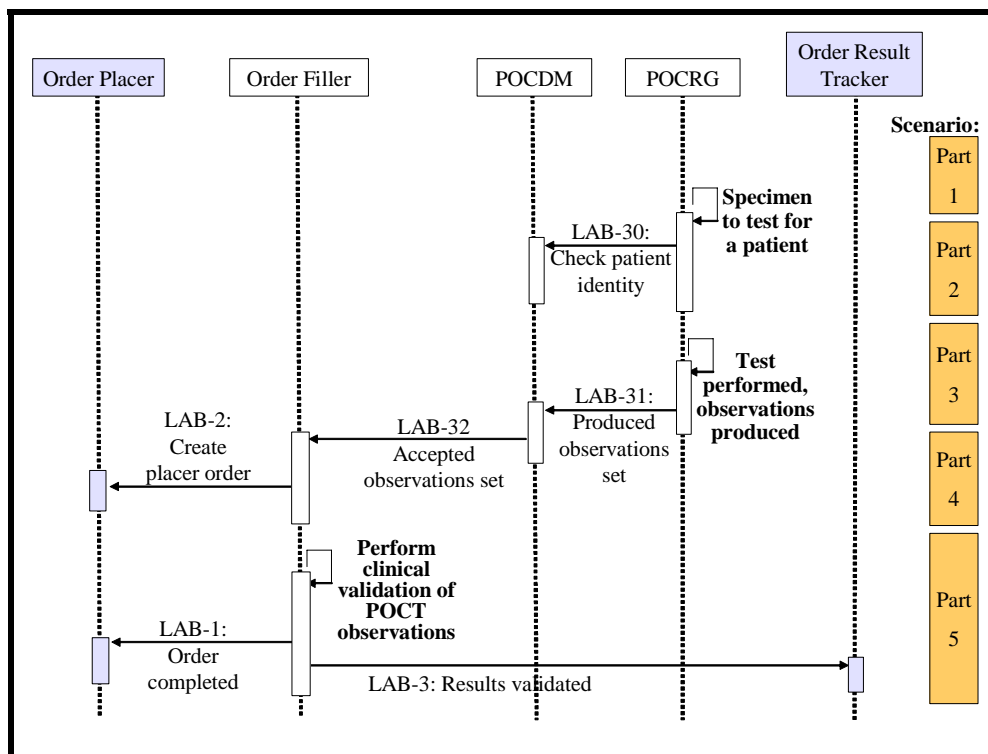 Order Placer
Order Filler
POCDM
POCRG
Order Result
Tracker
Scenario:
Part
1
Specimen
to test for
a patient
LAB-30:
Check patient
identity
Part
2
Test
performed,
observations
produced
Part
3
LAB-31:
Produced
observations
set
LAB-32
Accepted
observations set
LAB-2:
Create
placer order
Part
4
Perform
clinical
validation of
POCT
observations
Part
5
LAB-1:
Order
completed
LAB-3: Results validated